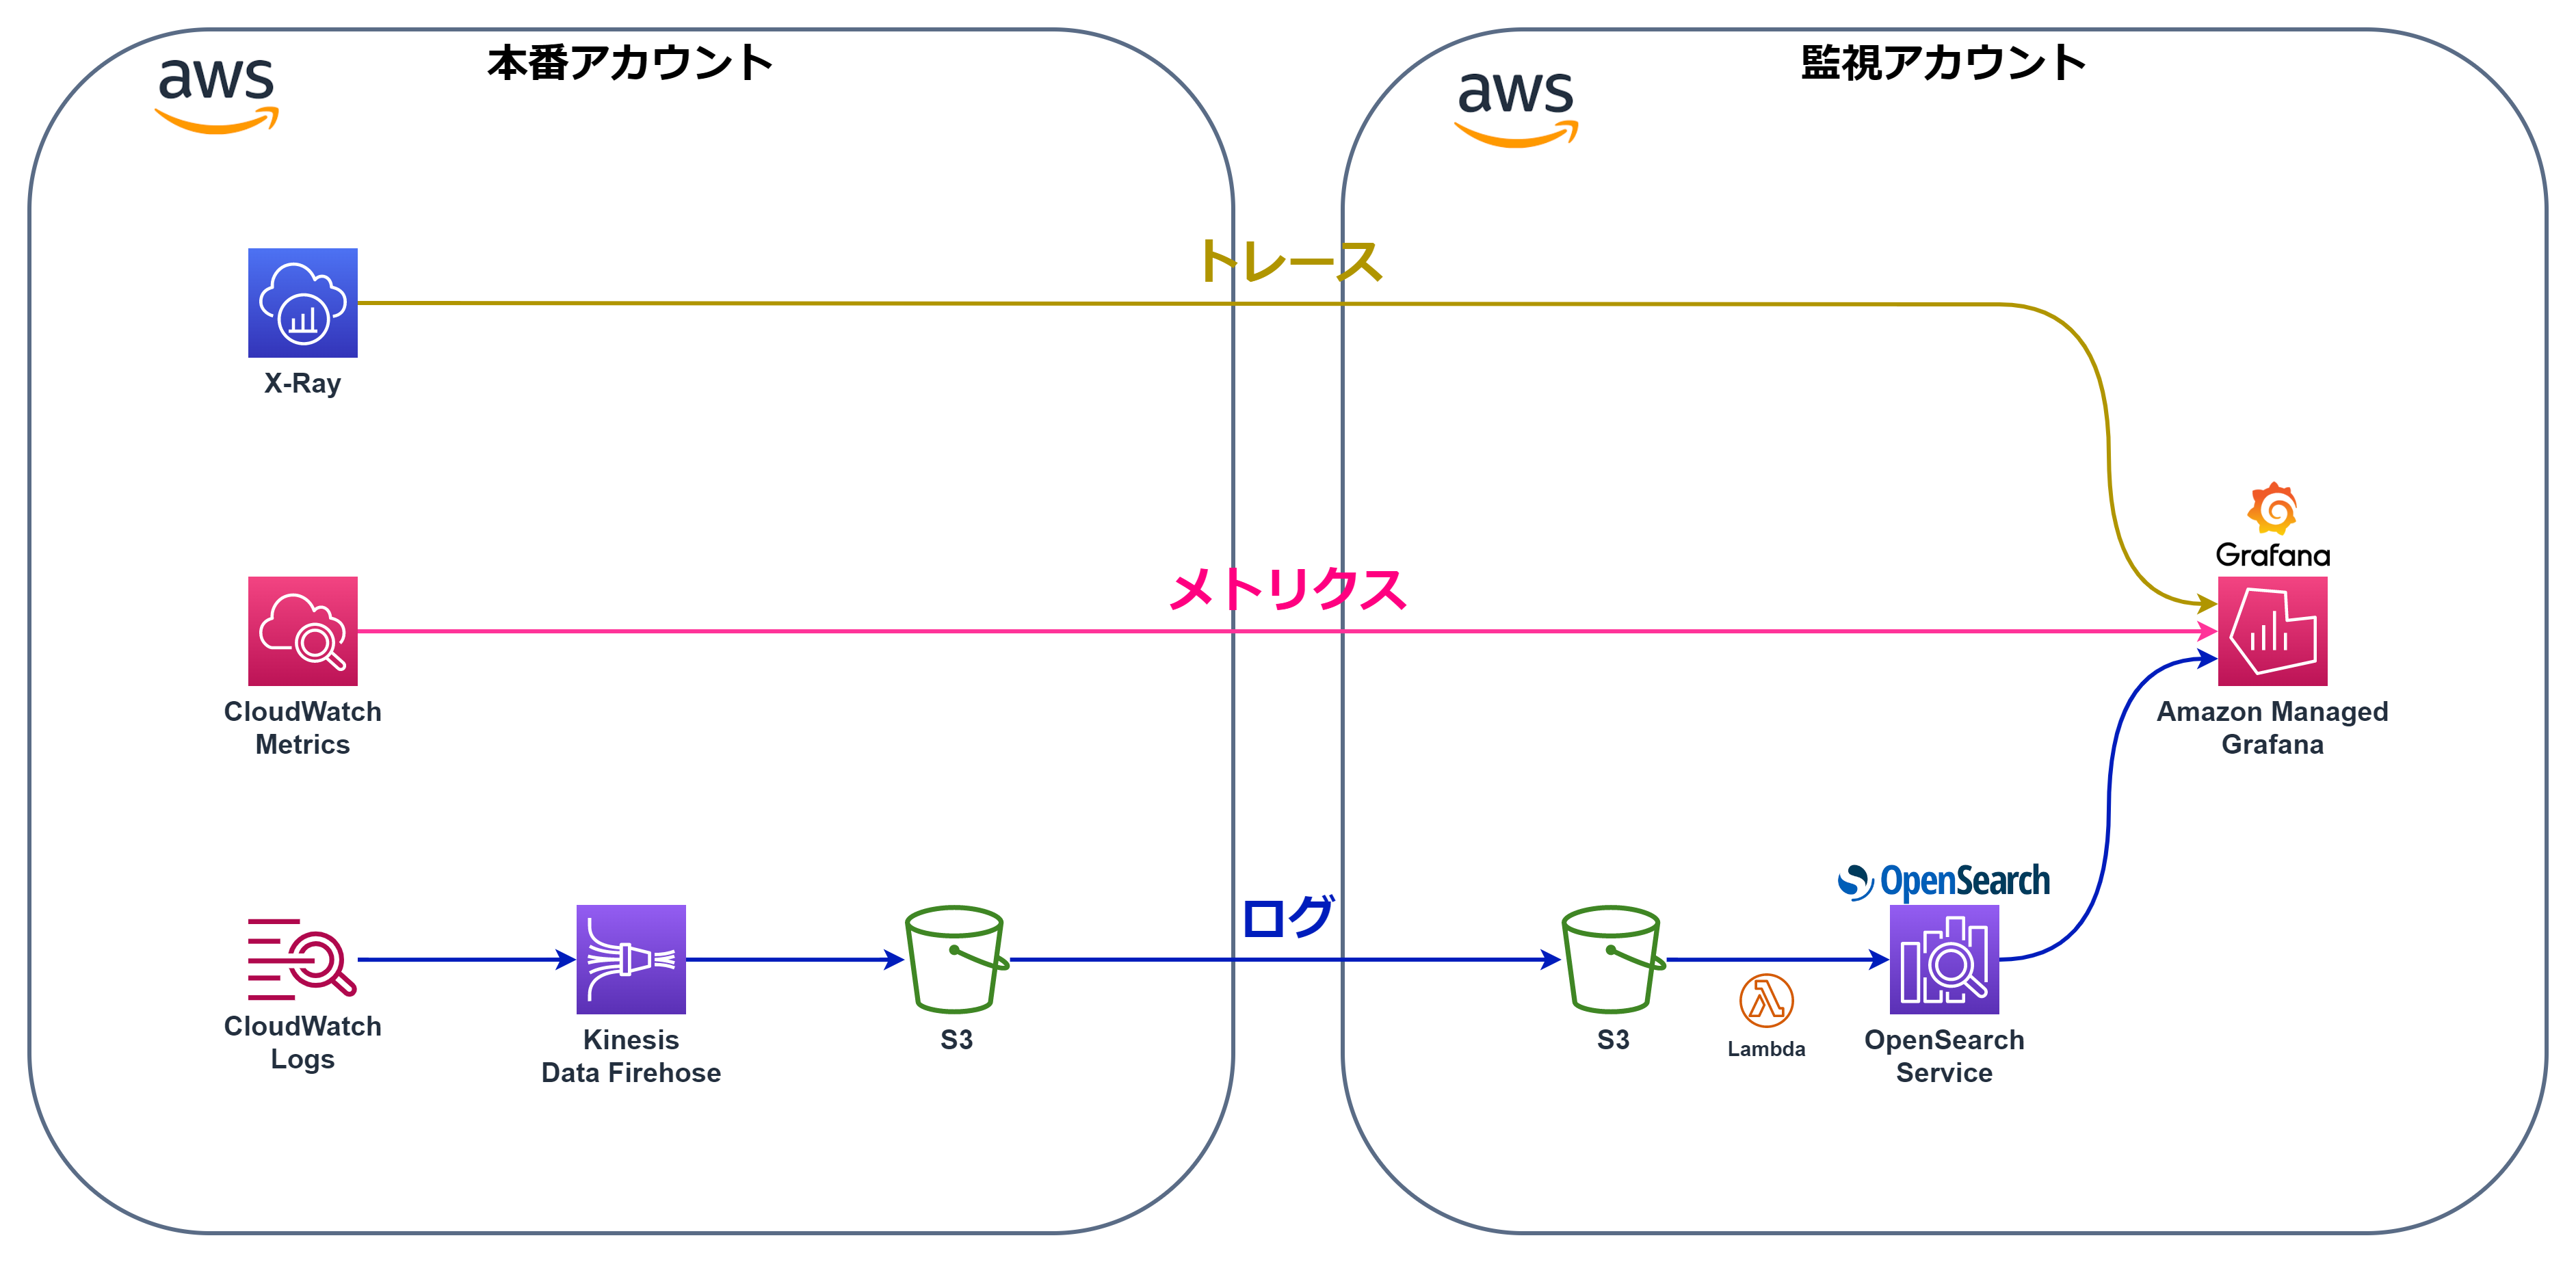 本番アカウント
aws
監視アカウント
aws
トレース
X-Ray
メトリクス
Grafana
CloudWatch
Metrics
Amazon Managed
Grafana
ログ
OpenSearch
CloudWatch
Logs
Kinesis
Data Firehose
S3
S3
Lambda
OpenSearch
Service